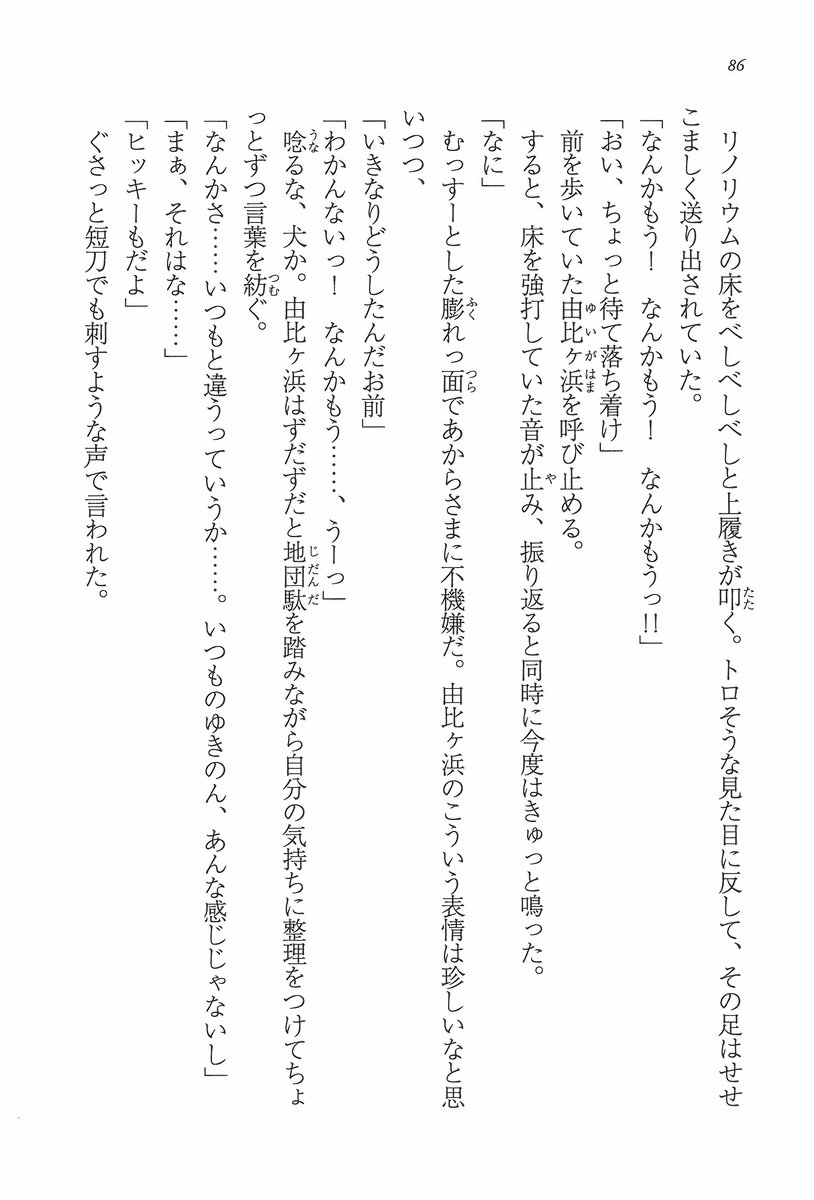 86
リノリウムの床をべしべしべしと上履きが叩く。トロそうな見た目に反して、その足はせせ
こましく送り出されていた。
「なんかもう！　なんかもう！　なんかもうっ!!」
「おい、ちょっと待て落ち着け」
前を歩いていた由比ヶ浜を呼び止める。
すると、床を強打していた音が止み、振り返ると同時に今度はきゅっと鳴った。
「なに」
むっすーとした膨れっ面であからさまに不機嫌だ。由比ヶ浜のこういう表情は珍しいなと思
いつつ、
「いきなりどうしたんだお前」
「わかんないっ！　なんかもう……、うーっ」
唸るな、犬か。由比ヶ浜はずだずだと地団駄を踏みながら自分の気持ちに整理をつけてちょ
っとずつ言葉を紡ぐ。
「なんかさ……いつもと違うっていうか……。いつものゆきのん、あんな感じじゃないし」
「まぁ、それはな……」
「ヒッキーもだよ」
ぐさっと短刀でも刺すような声で言われた。